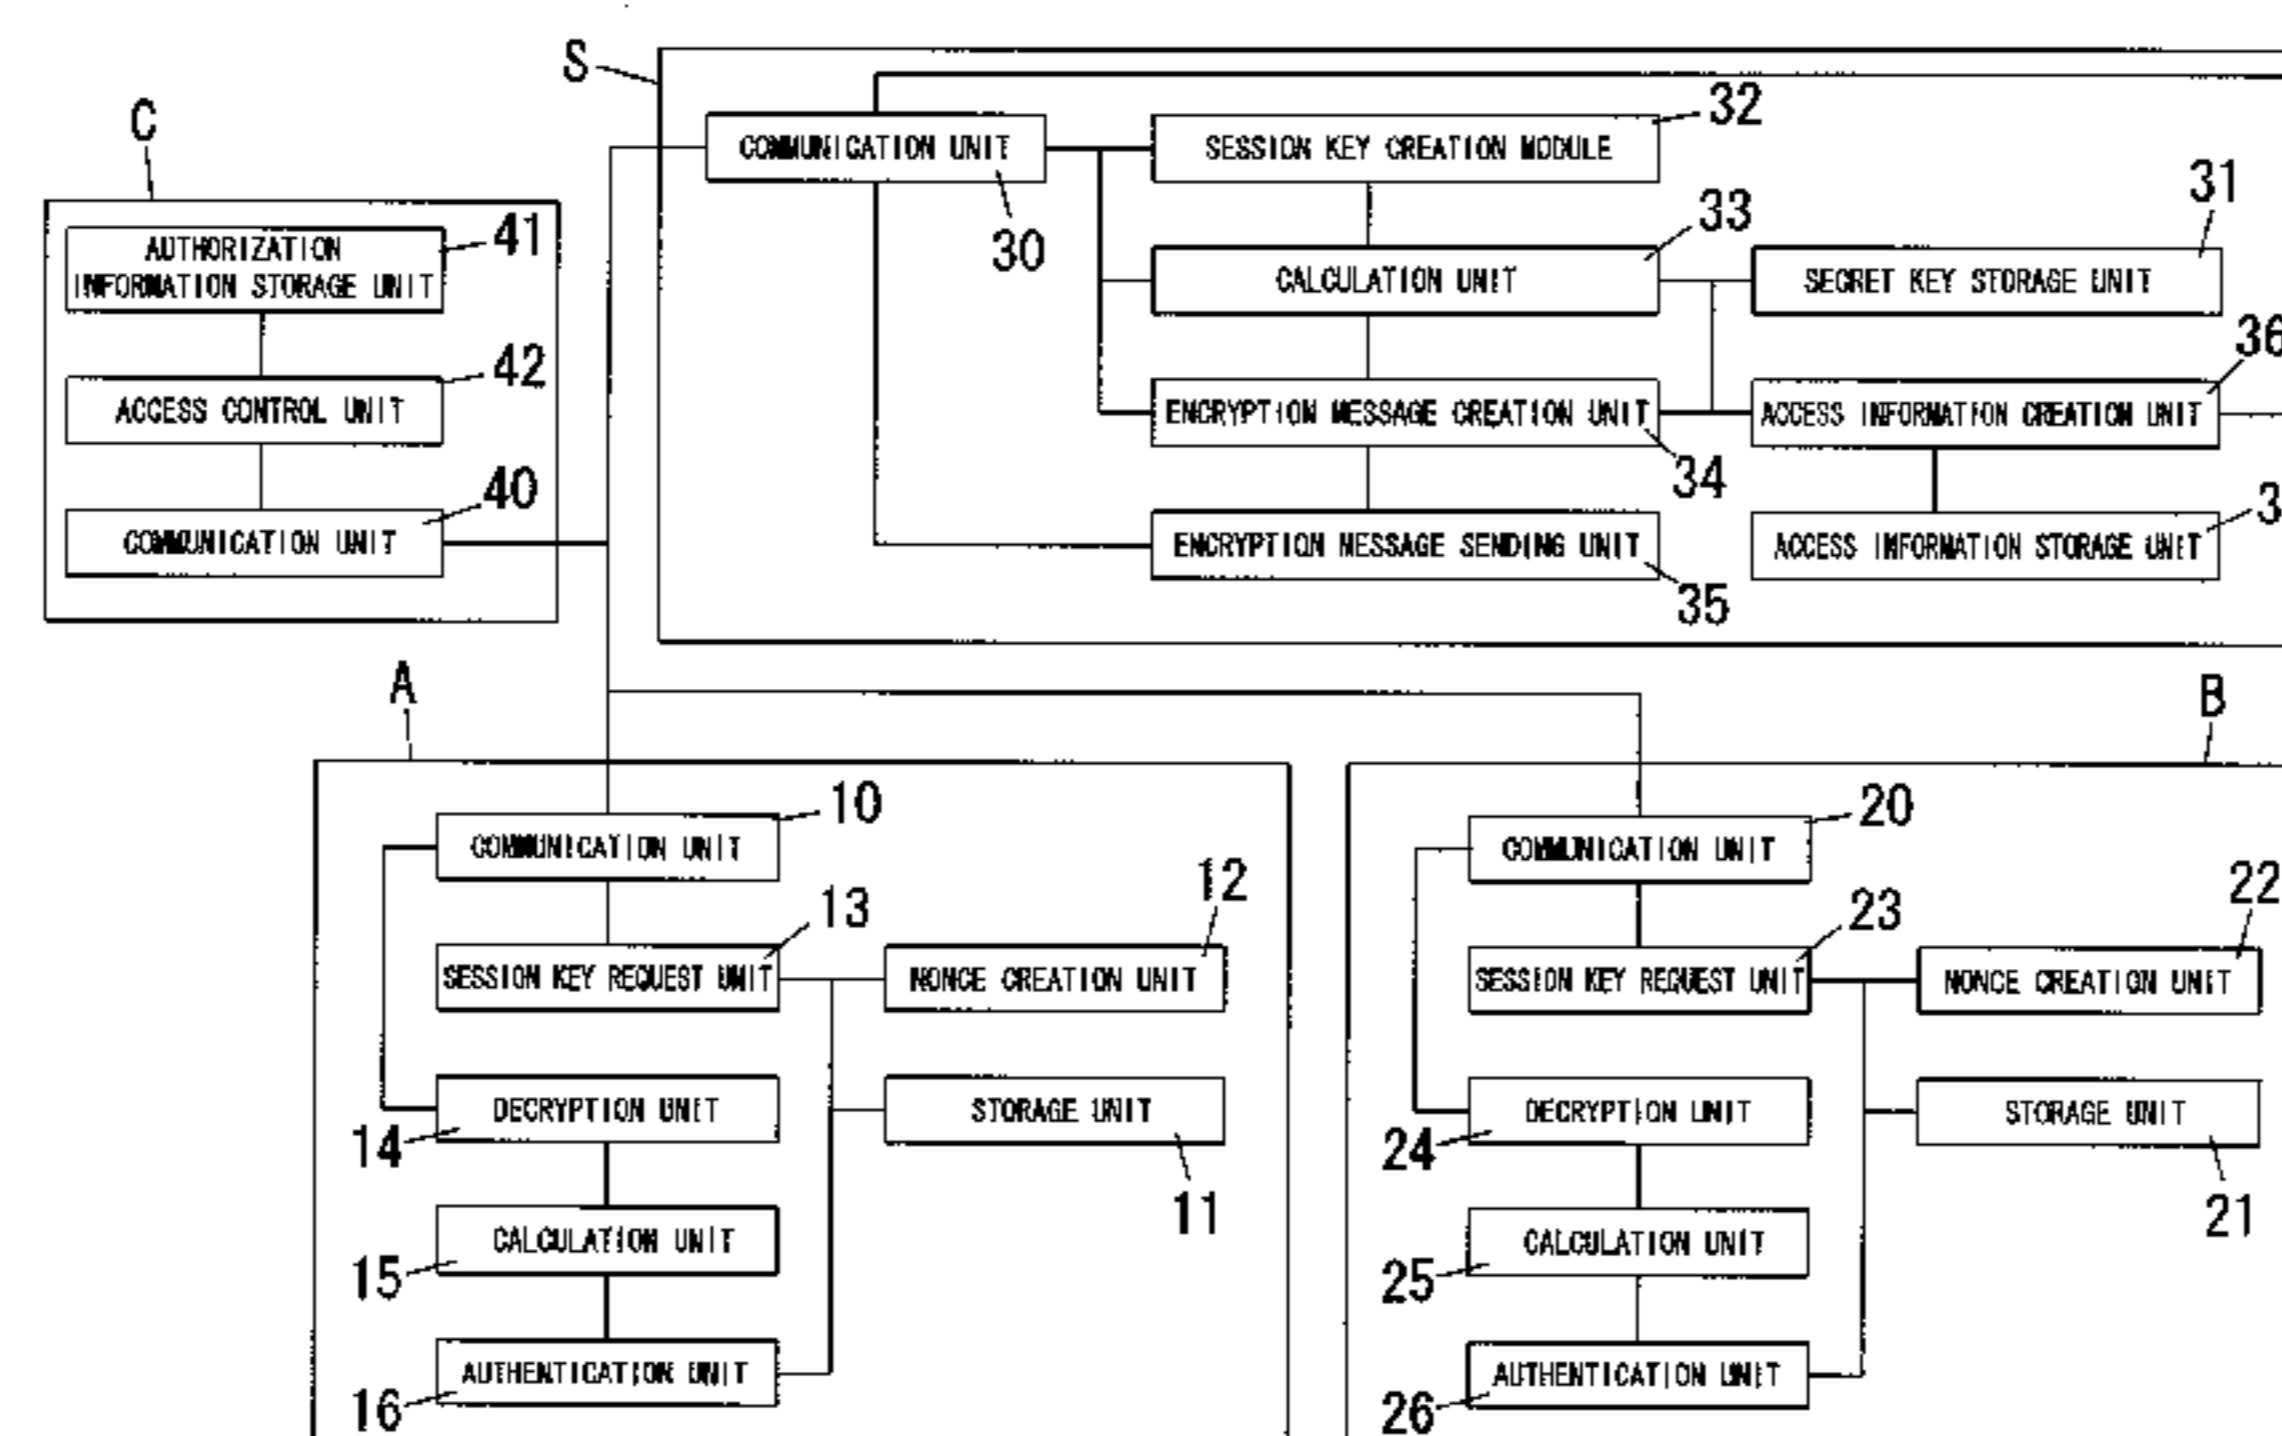 S
C
COMMUNICATION UNIT
30
SESSION KEY CREATION MODULE
32
CALCULATION UNIT
33
SECRET KEY STORAGE UNIT
31
ENCRYPTION MESSAGE CREATION UNIT
34
ACCESS INFORMATION CREATION UNIT
36
ENCRYPTION MESSAGE SENDING UNIT
35
ACCESS INFORMATION STORAGE UNIT
3
AUTHORIZATION
INFORMATION STORAGE UNIT
41
ACCESS CONTROL UNIT
42
COMMUNICATION UNIT
40
A
COMMUNICATION UNIT
10
SESSION KEY REQUEST UNIT
13
NONCE CREATION UNIT
12
DECRYPTION UNIT
14
STORAGE UNIT
11
CALCULATION UNIT
15
AUTHENTICATION UNIT
16
B
COMMUNICATION UNIT
20
SESSION KEY REQUEST UNIT
23
NONCE CREATION UNIT
22
DECRYPTION UNIT
24
STORAGE UNIT
21
CALCULATION UNIT
25
AUTHENTICATION UNIT
26